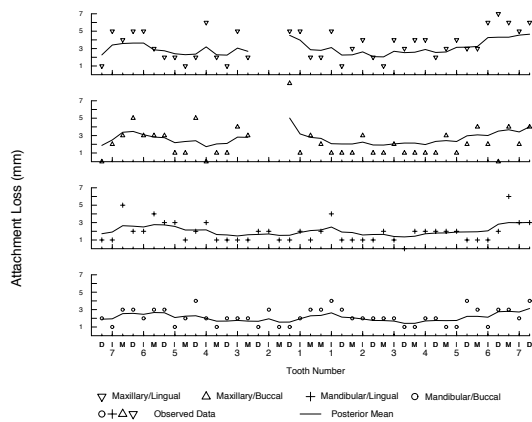 Attachment Loss (mm)
7
5
3
1
7
5
3
1
7
5
3
1
7
5
3
1
D I M D I M D I M D I M D I M D I M D I M M I D M I D M I D M I D M I D M I D M I D
7 6 5 4 3 2 1 1 2 3 4 5 6 7
Tooth Number
Maxillary/Lingual Maxillary/Buccal Mandibular/Lingual Mandibular/Buccal
Observed Data Posterior Mean